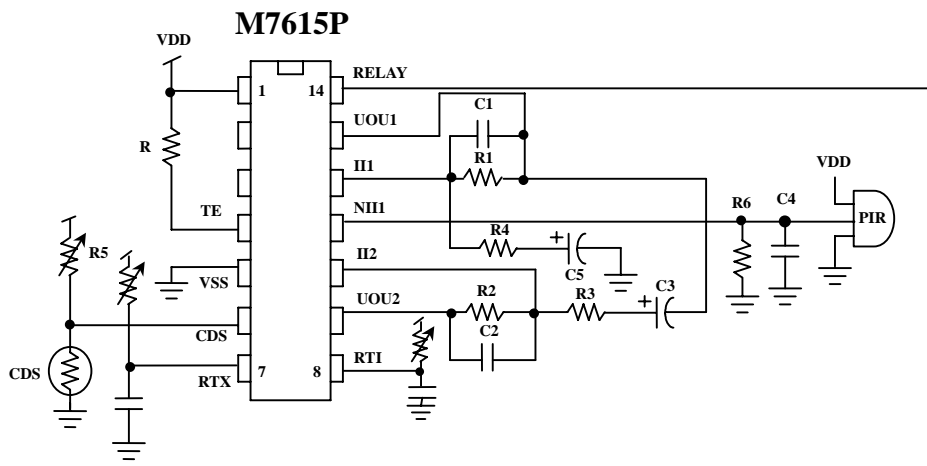 M7615P
VDD
RELAY
1
14
C1
UOU1
R
R1
II1
VDD
R6
C4
NII1
TE
PIR
R4
R5
II2
C5
VSS
C3
R2
R3
UOU2
CDS
C2
RTI
CDS
RTX
7
8
+
+